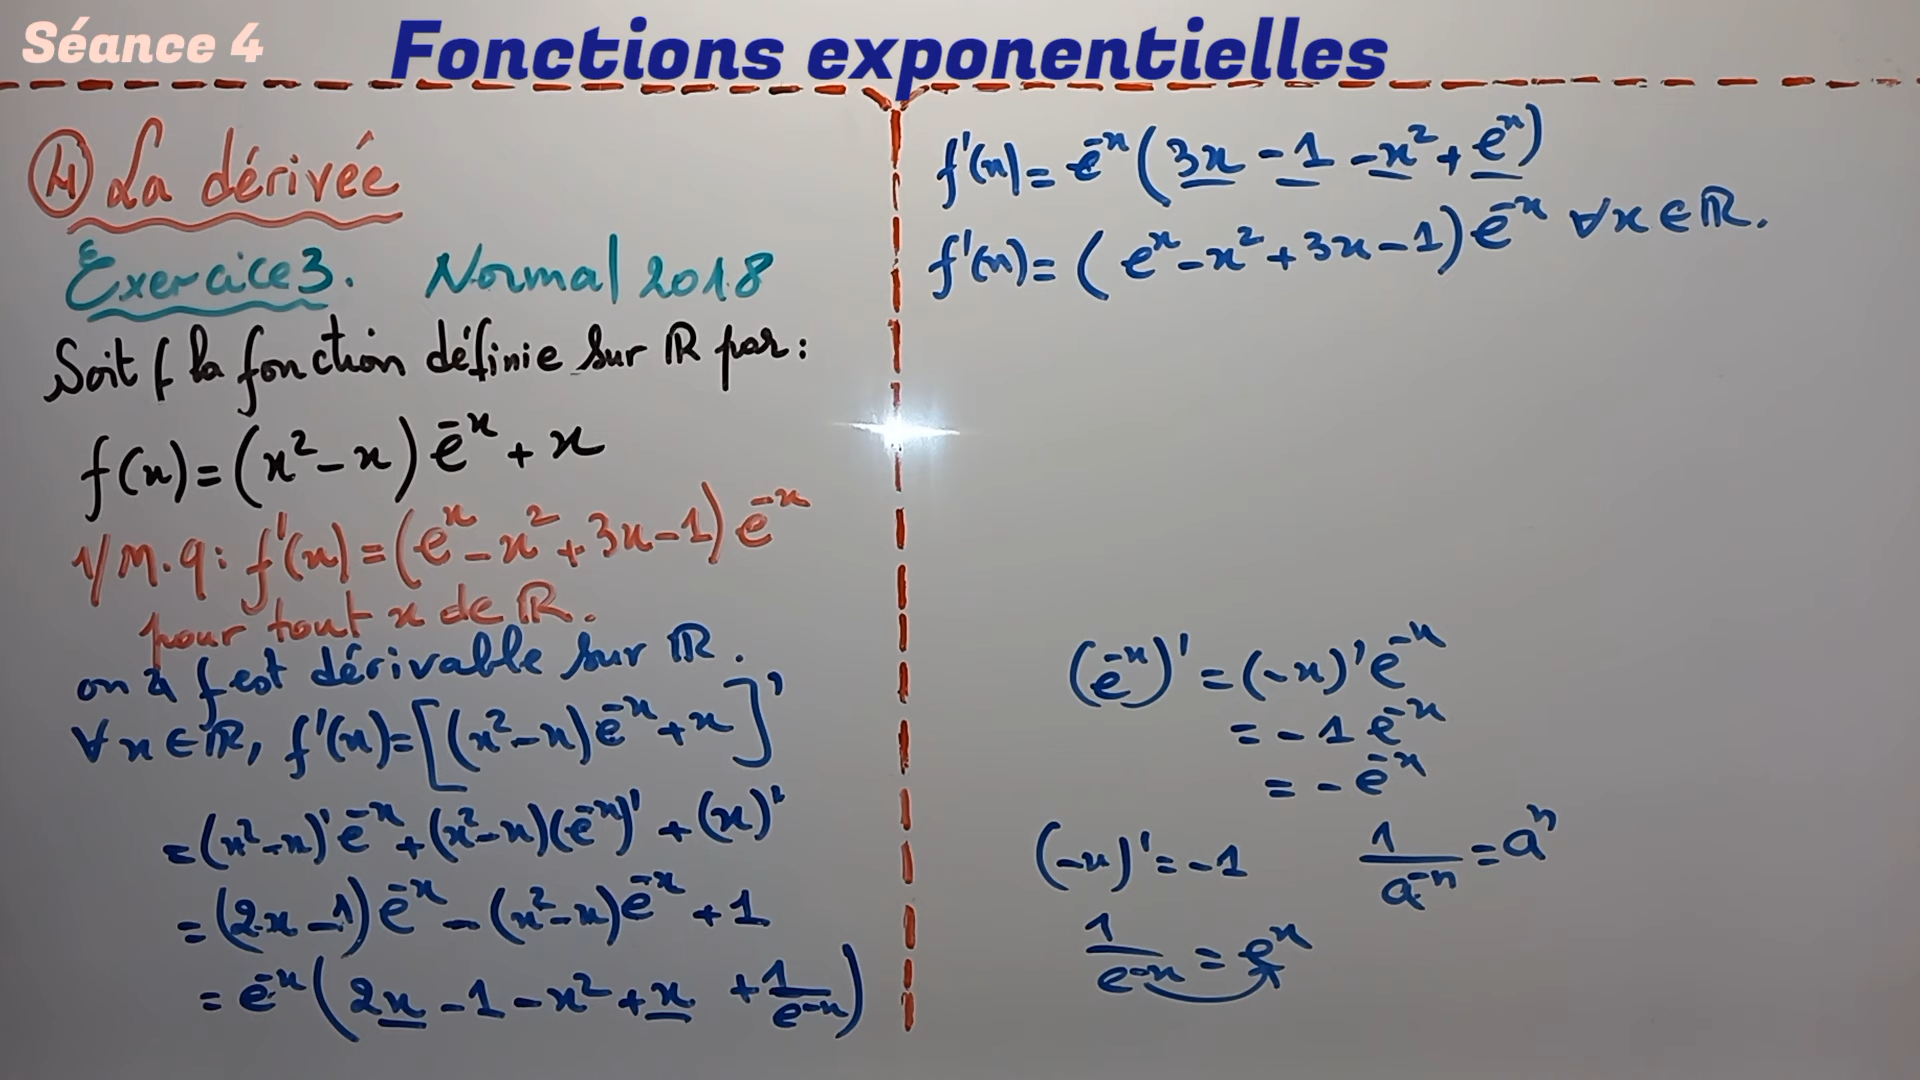 Séance 4
Fonctions exponentielles
4 La dérivée
Exercice 3. Normal 2018
Soit f la fonction définie sur ℝ par:
f(x)=(x²-x)e⁻ˣ+x
1/ M.q: f'(x)=(eˣ-x²+3x-1)e⁻ˣ
pour tout x de ℝ.
on a f est dérivable sur ℝ.
∀x∈ℝ, f'(x)=[(x²-x)e⁻ˣ+x]'
=(x²-x)'e⁻ˣ+(x²-x)(e⁻ˣ)'+(x)'
=(2x-1)e⁻ˣ-(x²-x)e⁻ˣ+1
=e⁻ˣ(2x-1-x²+x+1/e⁻ˣ)
f'(x)=e⁻ˣ(3x-1-x²+eˣ)
f'(x)=(eˣ-x²+3x-1)e⁻ˣ ∀x∈ℝ.
(e⁻ˣ)'=(-x)'e⁻ˣ
=-1e⁻ˣ
=-e⁻ˣ
(-x)'=-1 1/a⁻ⁿ=aⁿ
1/e⁻ˣ=eˣ